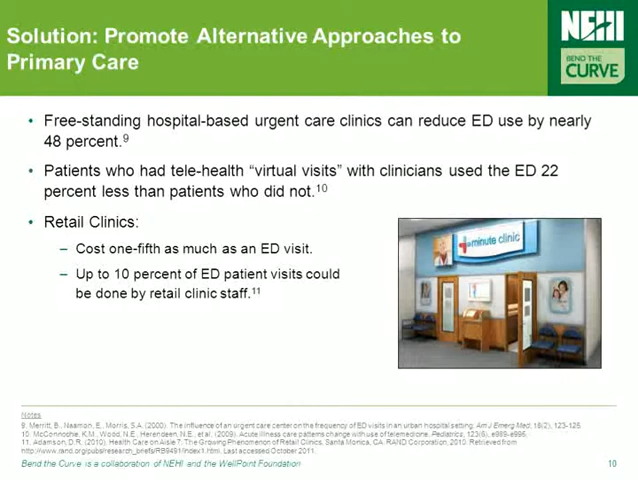 Solution: Promote Alternative Approaches to
Primary Care
NEHI
BEND THE
CURVE
• Free-standing hospital-based urgent care clinics can reduce ED use by nearly
48 percent.9
• Patients who had tele-health “virtual visits” with clinicians used the ED 22
percent less than patients who did not.10
• Retail Clinics:
– Cost one-fifth as much as an ED visit.
– Up to 10 percent of ED patient visits could
be done by retail clinic staff.11
minute clinic
Notes
9. Merritt, B., Naamon, E., Morris, S.A. (2000). The influence of an urgent care center on the frequency of ED visits in an urban hospital setting. Am J Emerg Med; 18(2), 123-125.
10. McConnochie, K.M., Wood, N.E., Herendeen, N.E., et al. (2009). Acute illness care patterns change with use of telemedicine. Pediatrics, 123(6), e989-e995.
11. Adamson, D.R. (2010). Health Care on Aisle 7. The Growing Phenomenon of Retail Clinics, Santa Monica, CA. RAND Corporation, 2010. Retrieved from
http://www.rand.org/pubs/research_briefs/RB9491/index1.html. Last accessed October 2011.
Bend the Curve is a collaboration of NEHI and the WellPoint Foundation
10